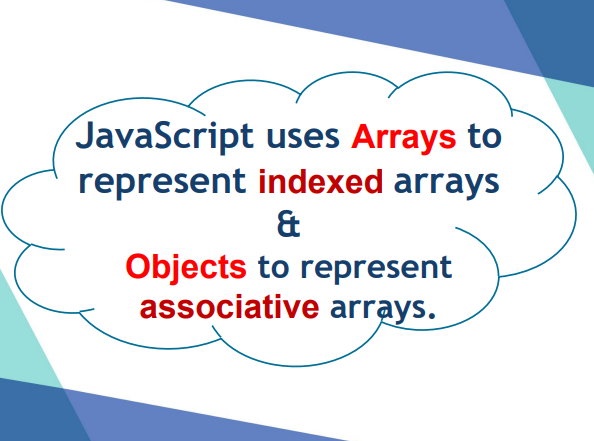 JavaScript uses Arrays to
represent indexed arrays
&
Objects to represent
associative arrays.